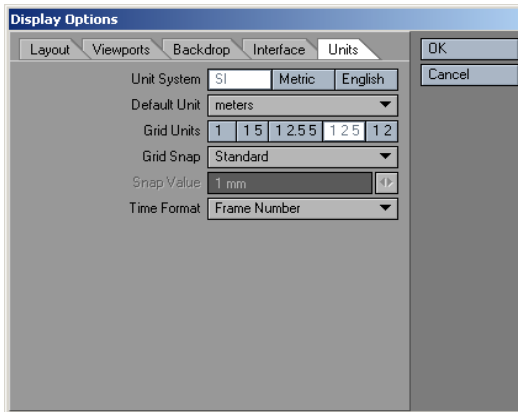 Display Options
Layout Viewports Backdrop Interface Units
OK
Cancel
Unit System SI Metric English
Default Unit meters
Grid Units 1 1 5 1 2.5 5 1 2 5 1 2
Grid Snap Standard
Snap Value 1 mm
Time Format Frame Number